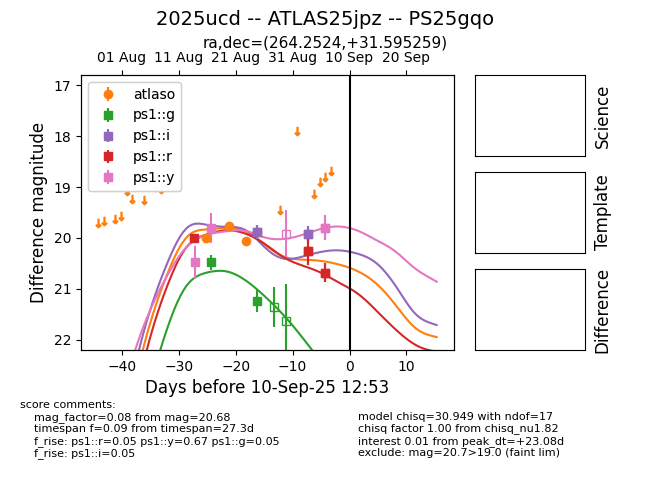 2025ucd -- ATLAS25jpz -- PS25gqo
ra,dec=(264.2524,+31.595259)
01 Aug 11 Aug 21 Aug 31 Aug 10 Sep 20 Sep
17
18
19
20
21
22
Difference magnitude
atlaso
ps1::g
ps1::i
ps1::r
ps1::y
−40 −30 −20 −10 0 10
Days before 10-Sep-25 12:53
Science
Template
Difference
score comments:
mag_factor=0.08 from mag=20.68
timespan f=0.09 from timespan=27.3d
f_rise: ps1::r=0.05 ps1::y=0.67 ps1::g=0.05
f_rise: ps1::i=0.05
model chisq=30.949 with ndof=17
chisq factor 1.00 from chisq_nu1.82
interest 0.01 from peak_dt=+23.08d
exclude: mag=20.7>19.0 (faint lim)